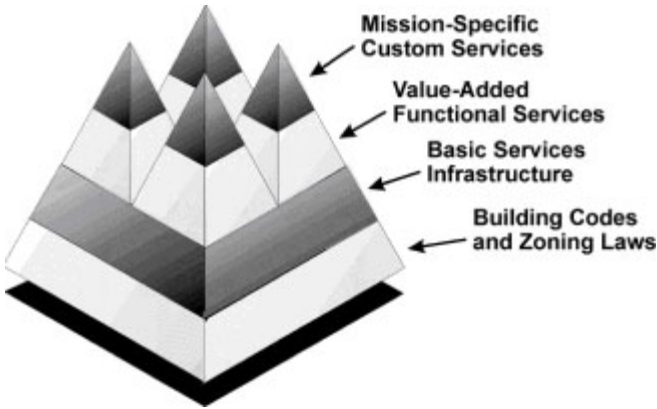 Mission-Specific
Custom Services
Value-Added
Functional Services
Basic Services
Infrastructure
Building Codes
and Zoning Laws